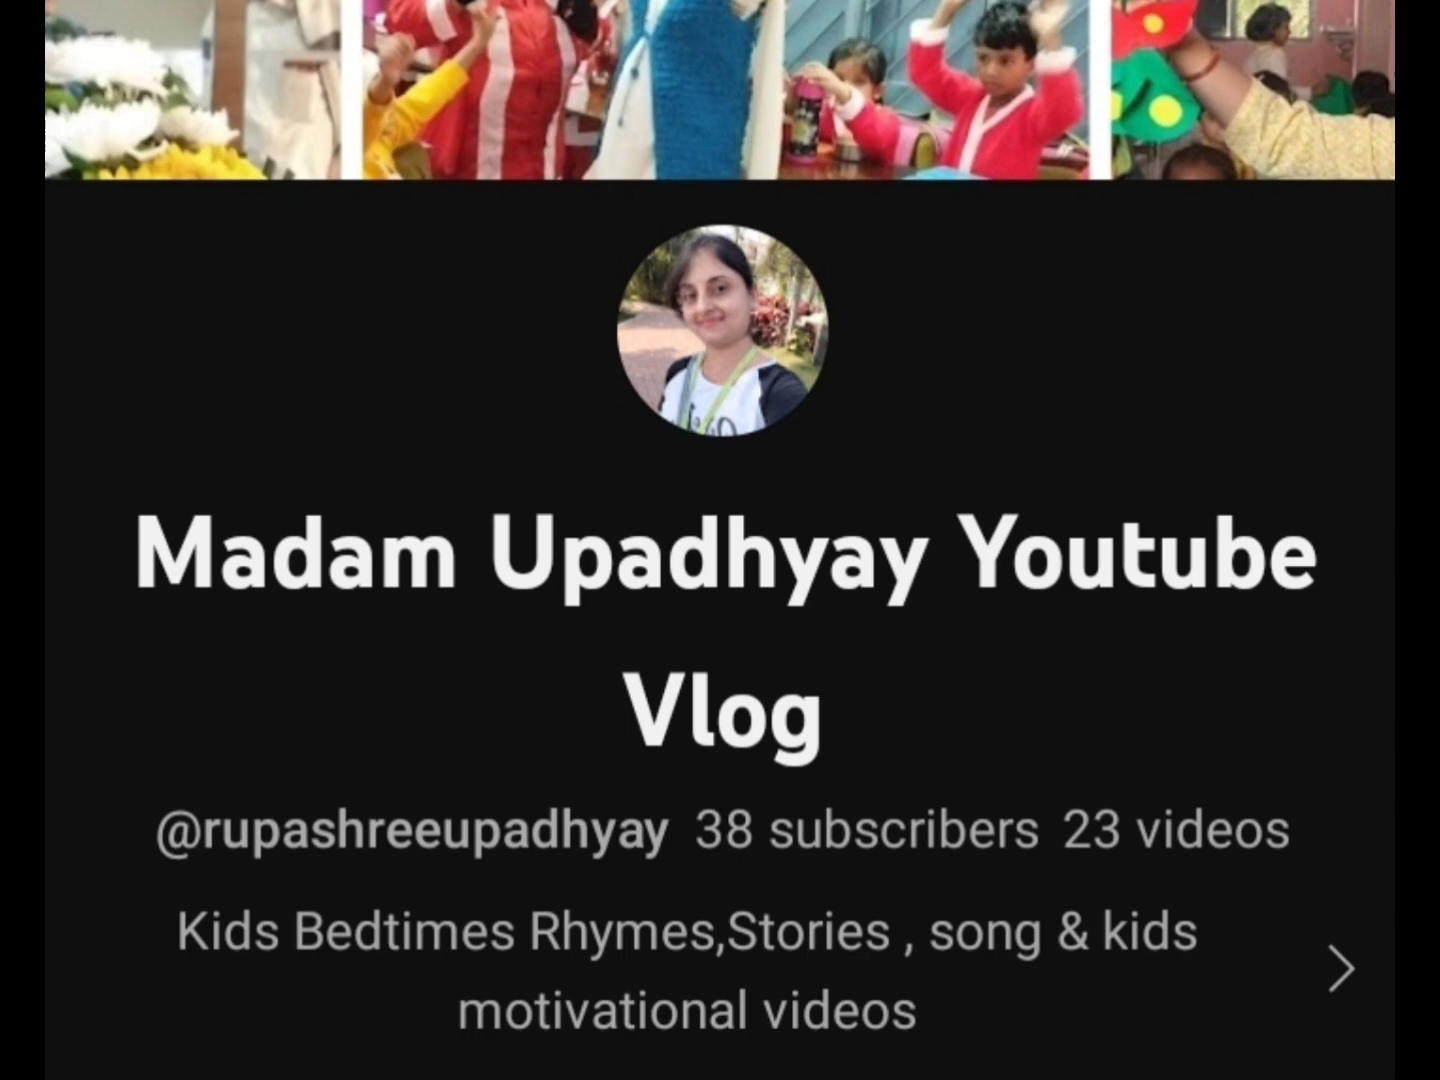 Madam Upadhyay Youtube
Vlog
@rupashreeupadhyay 38 subscribers 23 videos
Kids Bedtimes Rhymes,Stories , song & kids
motivational videos